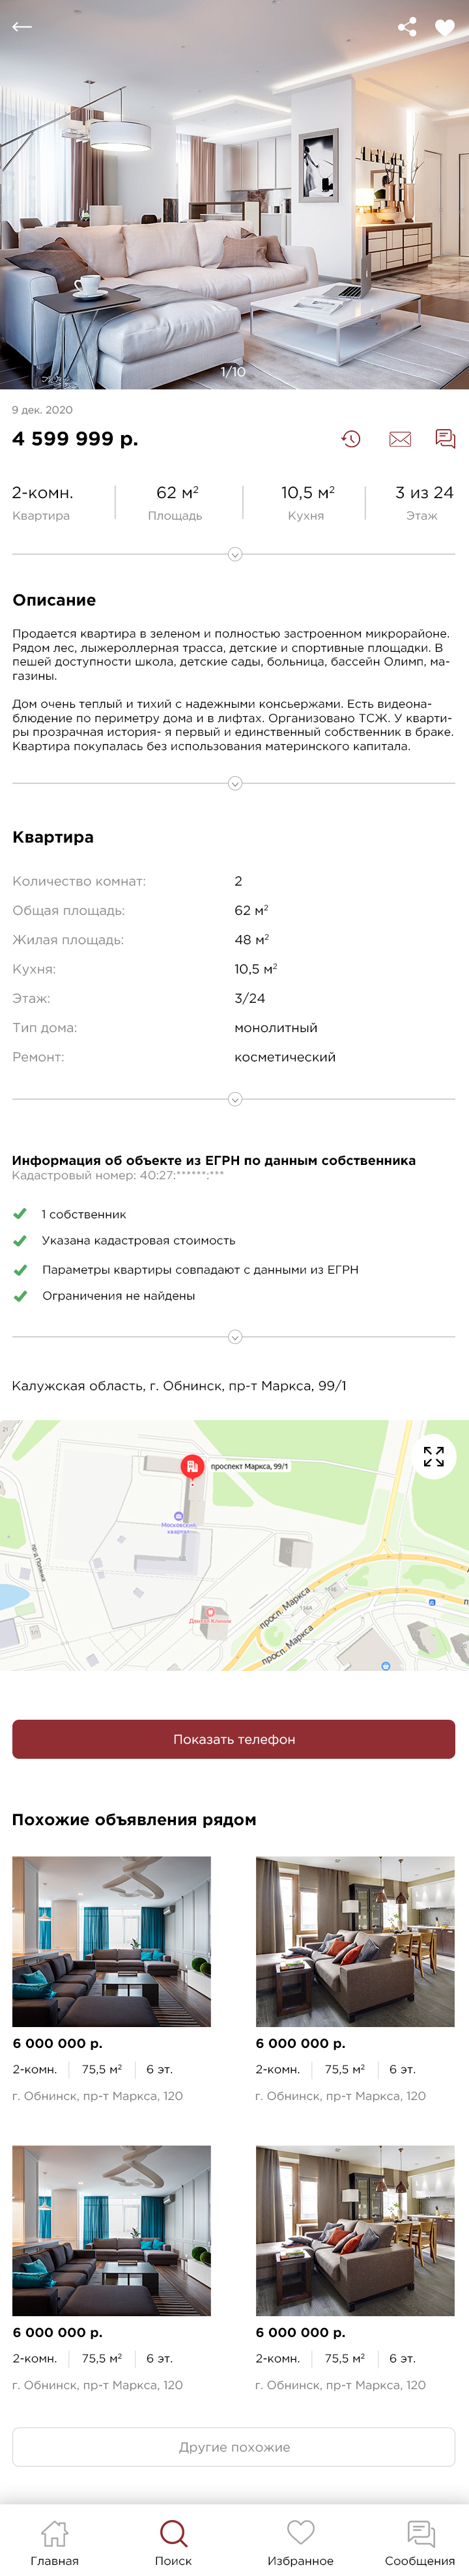 1/10
9 дек. 2020
4 599 999 р.
2-комн. 62 м² 10,5 м² 3 из 24
Квартира Площадь Кухня Этаж
Описание
Продается квартира в зеленом и полностью застроенном микрорайоне.
Рядом лес, лыжероллерная трасса, детские и спортивные площадки. В
пешей доступности школа, детские сады, больница, бассейн Олимп, ма-
газины.
Дом очень теплый и тихий с надежными консьержами. Есть видеона-
блюдение по периметру дома и в лифтах. Организовано ТСЖ. У кварти-
ры прозрачная история- я первый и единственный собственник в браке.
Квартира покупалась без использования материнского капитала.
Квартира
Количество комнат: 2
Общая площадь: 62 м²
Жилая площадь: 48 м²
Кухня: 10,5 м²
Этаж: 3/24
Тип дома: монолитный
Ремонт: косметический
Информация об объекте из ЕГРН по данным собственника
Кадастровый номер: 40:27:******:***
1 собственник
Указана кадастровая стоимость
Параметры квартиры совпадают с данными из ЕГРН
Ограничения не найдены
Калужская область, г. Обнинск, пр-т Маркса, 99/1
21
проспект Маркса, 99/1
Московский
квартал
просп. Маркса
просп. Маркса
Показать телефон
Похожие объявления рядом
6 000 000 р. 6 000 000 р.
2-комн. 75,5 м² 6 эт. 2-комн. 75,5 м² 6 эт.
г. Обнинск, пр-т Маркса, 120 г. Обнинск, пр-т Маркса, 120
6 000 000 р. 6 000 000 р.
2-комн. 75,5 м² 6 эт. 2-комн. 75,5 м² 6 эт.
г. Обнинск, пр-т Маркса, 120 г. Обнинск, пр-т Маркса, 120
Другие похожие
Главная Поиск Избранное Сообщения